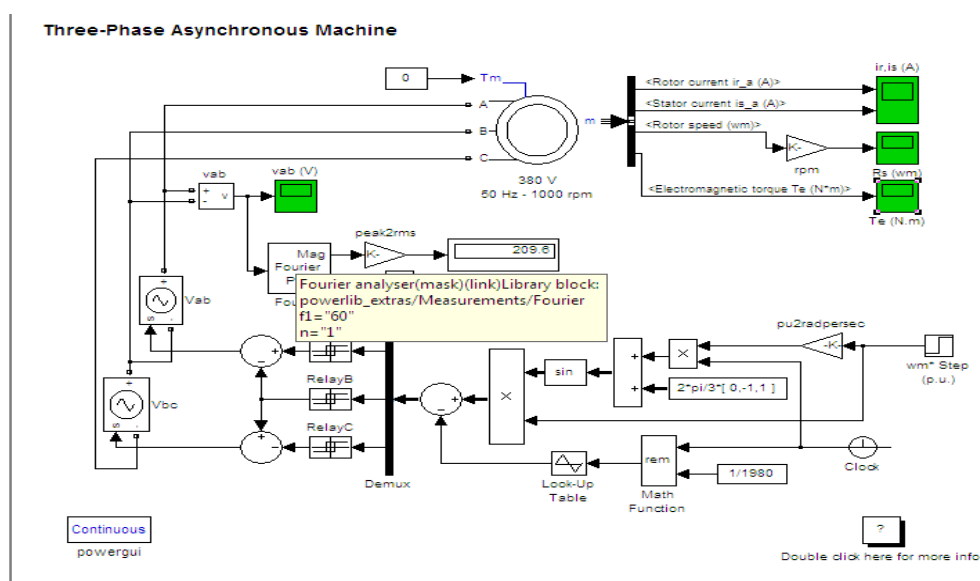 Three-Phase Asynchronous Machine
ir,is (A)
0
Tm
<Rotor current ir_a (A)>
A
<Stator current is_a (A)>
m
<Rotor speed (wm)>
B
K-
C
rpm
Rs (wm)
380 V
50 Hz - 1000 rpm
<Electromagnetic torque Te (N*m)>
Te (N.m)
vab
vab (V)
+
-
v
peak2rms
Mag
K-
209.6
Fourier
Fourier analyser(mask)(link)Library block:
powerlib_extras/Measurements/Fourier
f1="60"
n="1"
Vab
pu2radpersec
-K-
wm* Step
(p.u.)
X
sin
+
+
2*pi/3*[ 0,-1,1 ]
RelayB
X
Vbc
RelayC
rem
Clock
1/1980
Demux
Look-Up
Table
Math
Function
Continuous
powergui
?
Double click here for more info